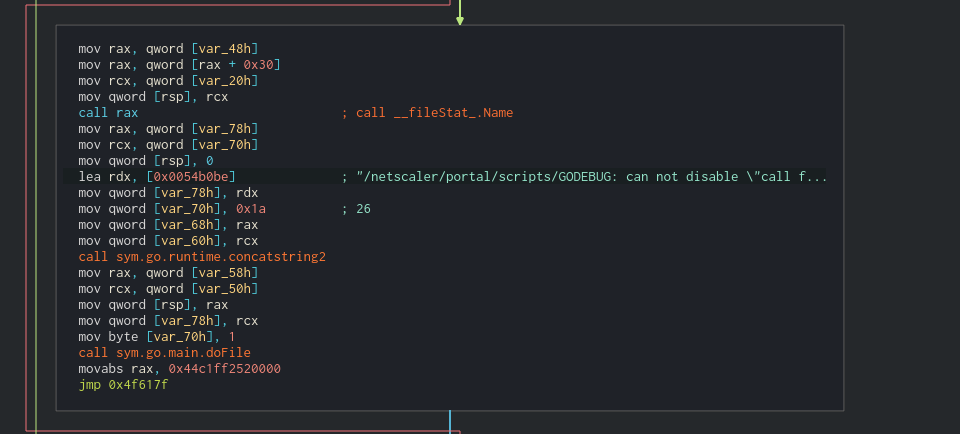 mov rax, qword [var_48h]
mov rax, qword [rax + 0x30]
mov rcx, qword [var_20h]
mov qword [rsp], rcx
call rax ; call __fileStat_.Name
mov rax, qword [var_78h]
mov rcx, qword [var_70h]
mov qword [rsp], 0
lea rdx, [0x0054b0be] ; "/netscaler/portal/scripts/GODEBUG: can not disable \"call f...
mov qword [var_78h], rdx
mov qword [var_70h], 0x1a ; 26
mov qword [var_68h], rax
mov qword [var_60h], rcx
call sym.go.runtime.concatstring2
mov rax, qword [var_58h]
mov rcx, qword [var_50h]
mov qword [rsp], rax
mov qword [var_78h], rcx
mov byte [var_70h], 1
call sym.go.main.doFile
movabs rax, 0x44c1ff2520000
jmp 0x4f617f